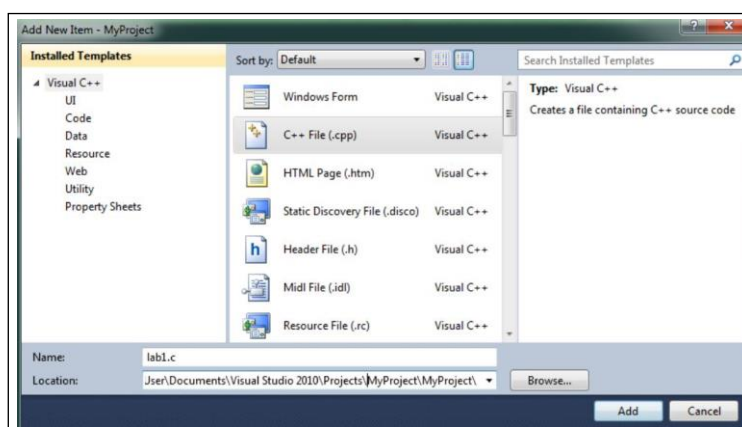 Add New Item - MyProject
Installed Templates
Visual C++
UI
Code
Data
Resource
Web
Utility
Property Sheets
Sort by: Default
Windows Form Visual C++
C++ File (.cpp) Visual C++
HTML Page (.htm) Visual C++
Static Discovery File (.disco) Visual C++
Header File (.h) Visual C++
Midl File (.idl) Visual C++
Resource File (.rc) Visual C++
Search Installed Templates
Type: Visual C++
Creates a file containing C++ source code
Name: lab1.c
Location: Jser\Documents\Visual Studio 2010\Projects\MyProject\MyProject\
Browse...
Add
Cancel